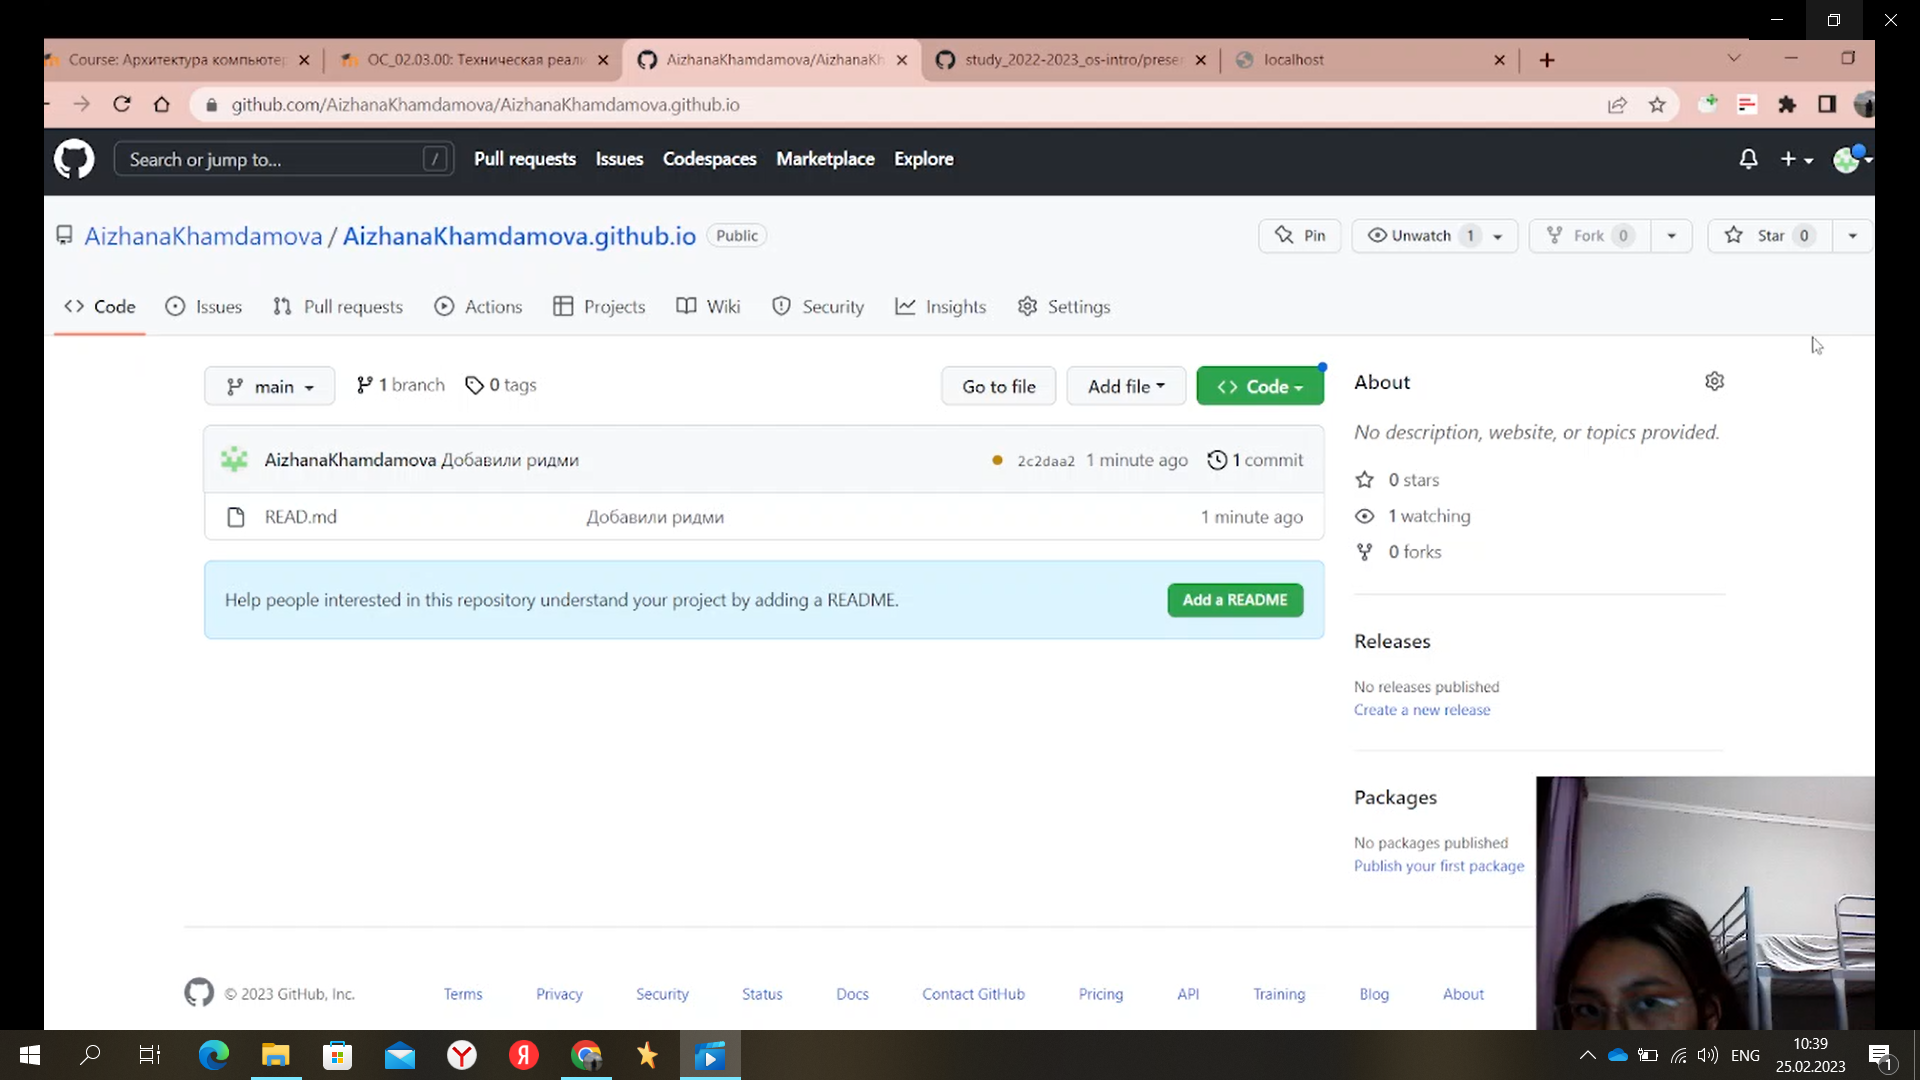 Course: Архитектура компьютер
ОС_02.03.00: Техническая реали
AizhanaKhamdamova/AizhanaKh
study_2022-2023_os-intro/prese
localhost
github.com/AizhanaKhamdamova/AizhanaKhamdamova.github.io
Search or jump to... /
Pull requests Issues Codespaces Marketplace Explore
AizhanaKhamdamova / AizhanaKhamdamova.github.io Public
Pin Unwatch 1 Fork 0 Star 0
Code Issues Pull requests Actions Projects Wiki Security Insights Settings
main 1 branch 0 tags Go to file Add file Code
AizhanaKhamdamova Добавили ридми 2c2daa2 1 minute ago 1 commit
READ.md Добавили ридми 1 minute ago
Help people interested in this repository understand your project by adding a README. Add a README
About
No description, website, or topics provided.
0 stars
1 watching
0 forks
Releases
No releases published
Create a new release
Packages
No packages published
Publish your first package
© 2023 GitHub, Inc. Terms Privacy Security Status Docs Contact GitHub Pricing API Training Blog About
ENG
10:39
25.02.2023
1